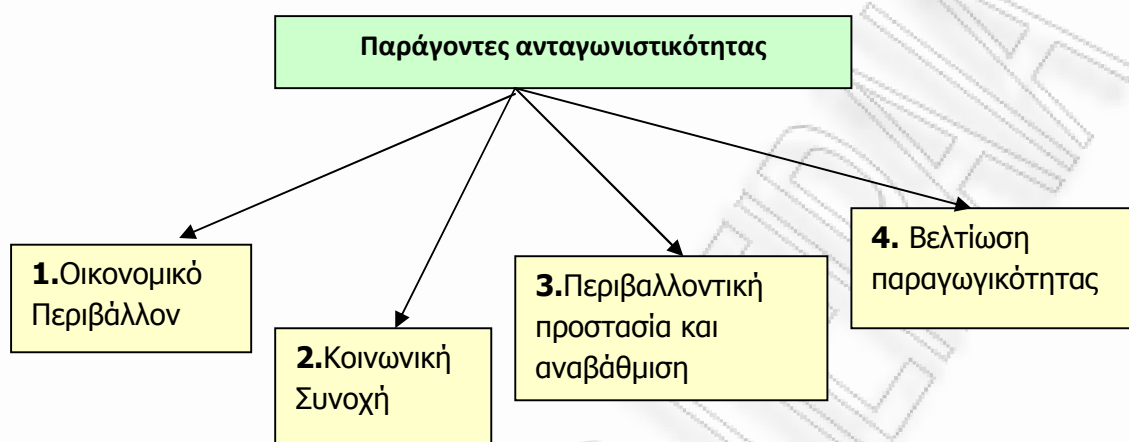 Παράγοντες ανταγωνιστικότητας
1.Οικονομικό
Περιβάλλον
2.Κοινωνική
Συνοχή
3.Περιβαλλοντική
προστασία και
αναβάθμιση
4. Βελτίωση
παραγωγικότητας